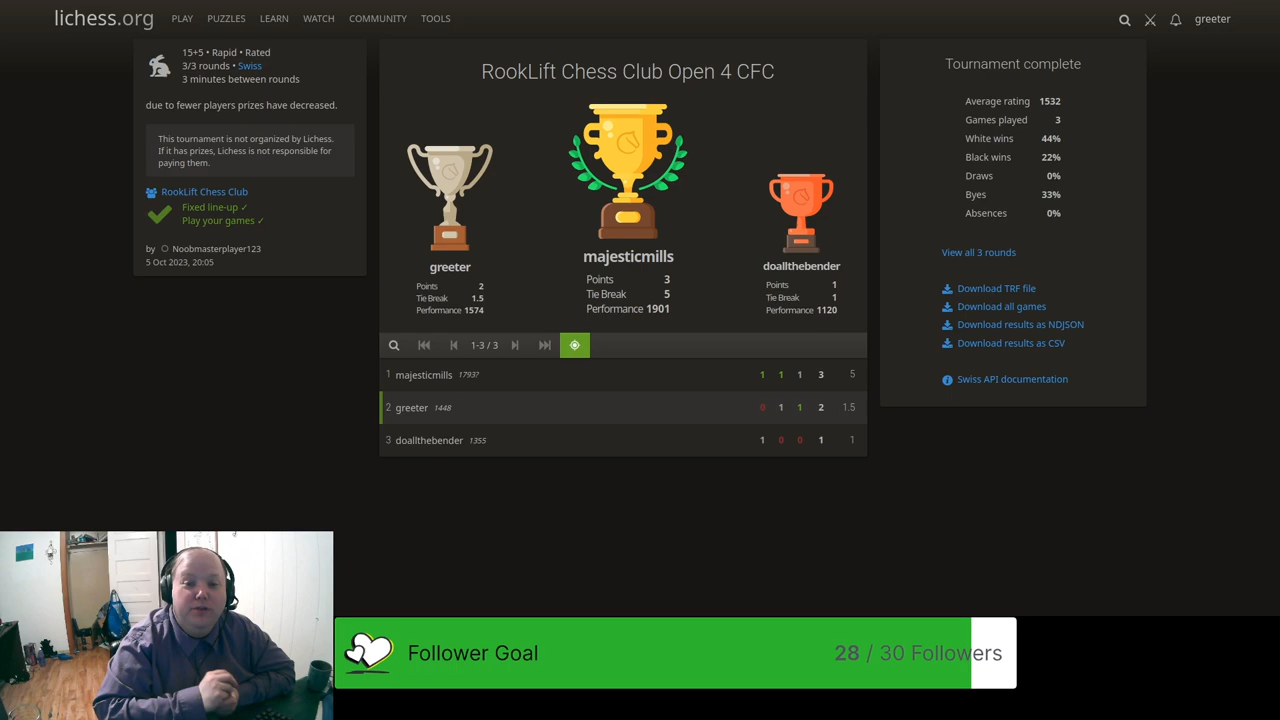 lichess.org
PLAY
PUZZLES
LEARN
WATCH
COMMUNITY
TOOLS
greeter
15+5 • Rapid • Rated
3/3 rounds • Swiss
3 minutes between rounds
due to fewer players prizes have decreased.
This tournament is not organized by Lichess.
If it has prizes, Lichess is not responsible for
paying them.
RookLift Chess Club
Fixed line-up ✓
Play your games ✓
by Noobmasterplayer123
5 Oct 2023, 20:05
RookLift Chess Club Open 4 CFC
greeter
Points 2
Tie Break 1.5
Performance 1574
majesticmills
Points 3
Tie Break 5
Performance 1901
doallthebender
Points 1
Tie Break 1
Performance 1120
1-3 / 3
1 majesticmills 1793? 1 1 1 3 5
2 greeter 1448 0 1 1 2 1.5
3 doallthebender 1355 1 0 0 1 1
Tournament complete
Average rating 1532
Games played 3
White wins 44%
Black wins 22%
Draws 0%
Byes 33%
Absences 0%
View all 3 rounds
Download TRF file
Download all games
Download results as NDJSON
Download results as CSV
Swiss API documentation
Follower Goal
28 / 30 Followers